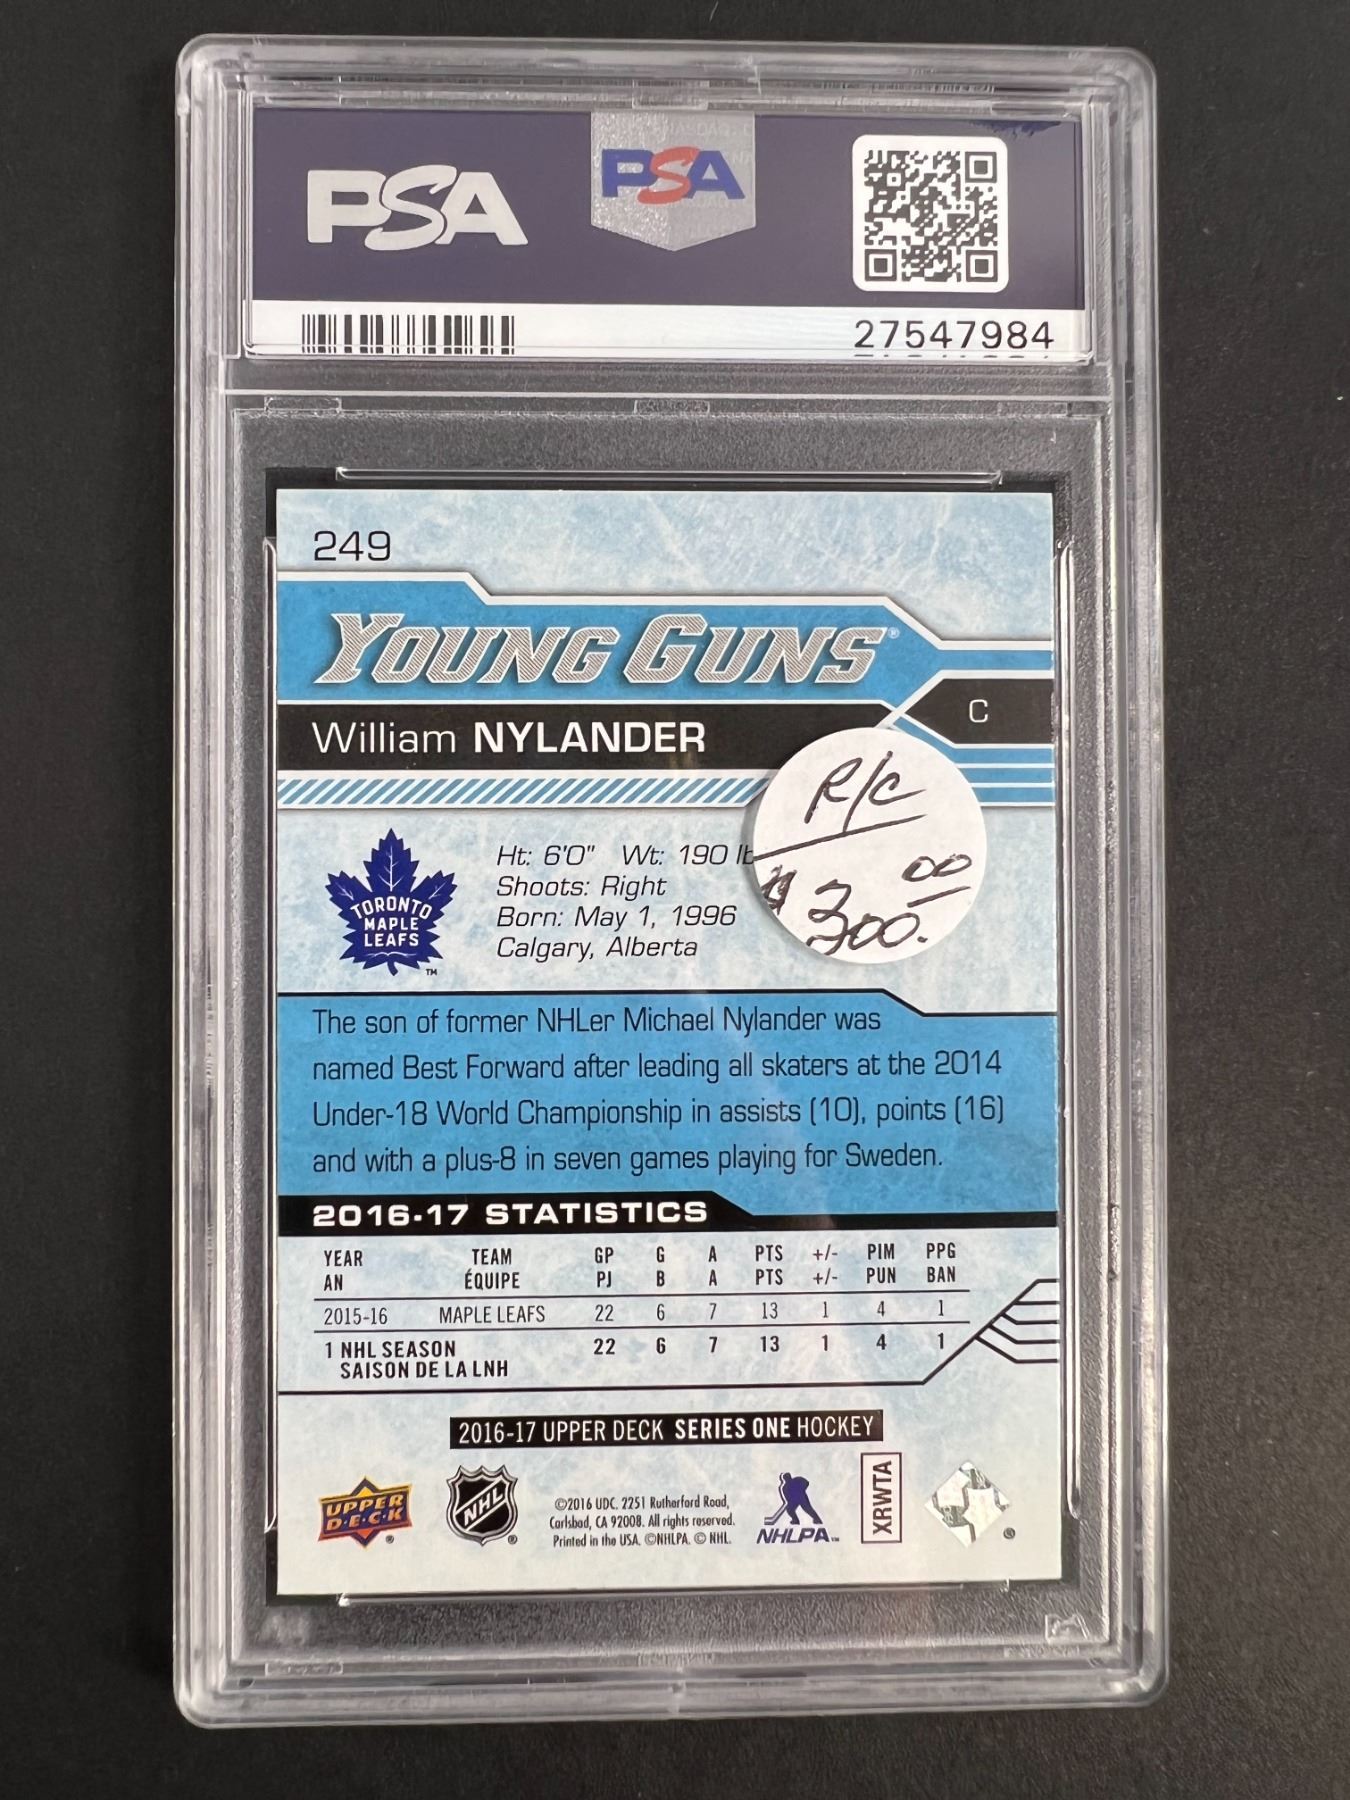 PSA
PSA
27547984
249
YOUNG GUNS®
William NYLANDER
C
R/C
$300.00
Ht: 6'0" Wt: 190 lb
Shoots: Right
Born: May 1, 1996
Calgary, Alberta
TORONTO
MAPLE
LEAFS
™
The son of former NHLer Michael Nylander was
named Best Forward after leading all skaters at the 2014
Under-18 World Championship in assists (10), points (16)
and with a plus-8 in seven games playing for Sweden.
2016-17 STATISTICS
YEAR TEAM GP G A PTS +/- PIM PPG
AN ÉQUIPE PJ B A PTS +/- PUN BAN
2015-16 MAPLE LEAFS 22 6 7 13 1 4 1
1 NHL SEASON 22 6 7 13 1 4 1
SAISON DE LA LNH
2016-17 UPPER DECK SERIES ONE HOCKEY
UPPER
D·E·C·K
®
NHL
®
©2016 UDC. 2251 Rutherford Road,
Carlsbad, CA 92008. All rights reserved.
Printed in the USA. ©NHLPA. © NHL.
NHLPA™
XRWTA
®